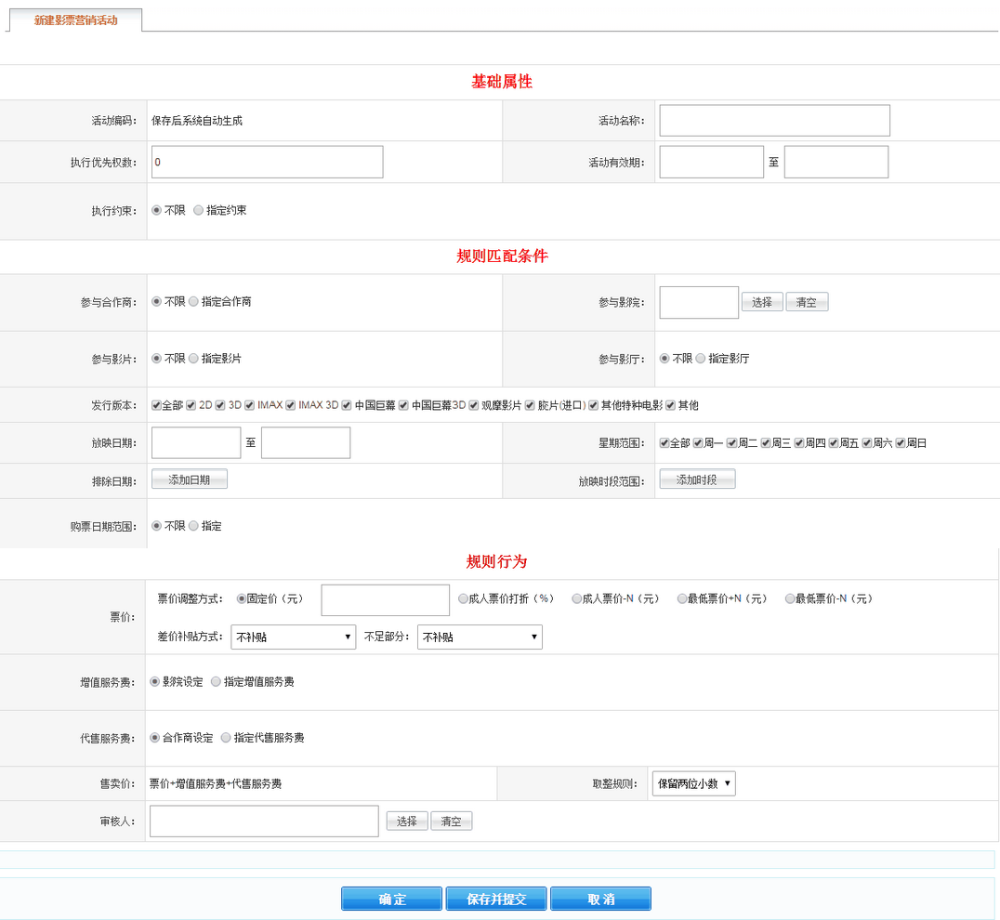 新建影票营销活动
基础属性
活动编码： 保存后系统自动生成 活动名称：
执行优先权数： 0 活动有效期： 至
执行约束： 不限 指定约束
规则匹配条件
参与合作商： 不限 指定合作商 参与影院： 选择 清空
参与影片： 不限 指定影片 参与影厅： 不限 指定影厅
发行版本： 全部 2D 3D IMAX IMAX 3D 中国巨幕 中国巨幕3D 观摩影片 胶片(进口) 其他特种电影 其他
放映日期： 至 星期范围： 全部 周一 周二 周三 周四 周五 周六 周日
排除日期： 添加日期 放映时段范围： 添加时段
购票日期范围： 不限 指定
规则行为
票价： 票价调整方式： 固定价（元） 成人票价打折（%） 成人票价-N（元） 最低票价+N（元） 最低票价-N（元）
差价补贴方式： 不补贴 不足部分： 不补贴
增值服务费： 影院设定 指定增值服务费
代售服务费： 合作商设定 指定代售服务费
售卖价： 票价+增值服务费+代售服务费 取整规则： 保留两位小数
审核人： 选择 清空
确 定 保存并提交 取 消